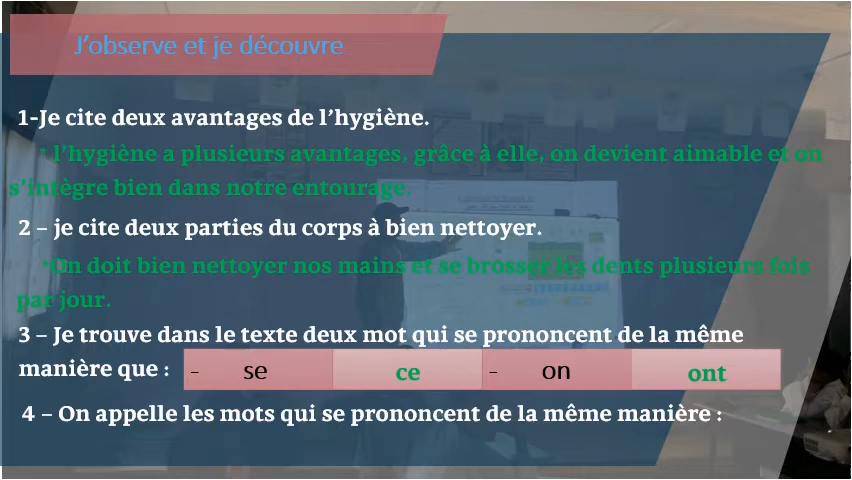 J’observe et je découvre
1-Je cite deux avantages de l’hygiène.
* l’hygiène a plusieurs avantages, grâce à elle, on devient aimable et on
s’intègre bien dans notre entourage.
2 – je cite deux parties du corps à bien nettoyer.
*On doit bien nettoyer nos mains et se brosser les dents plusieurs fois
par jour.
3 – Je trouve dans le texte deux mot qui se prononcent de la même
manière que : - se ce - on ont
4 – On appelle les mots qui se prononcent de la même manière :